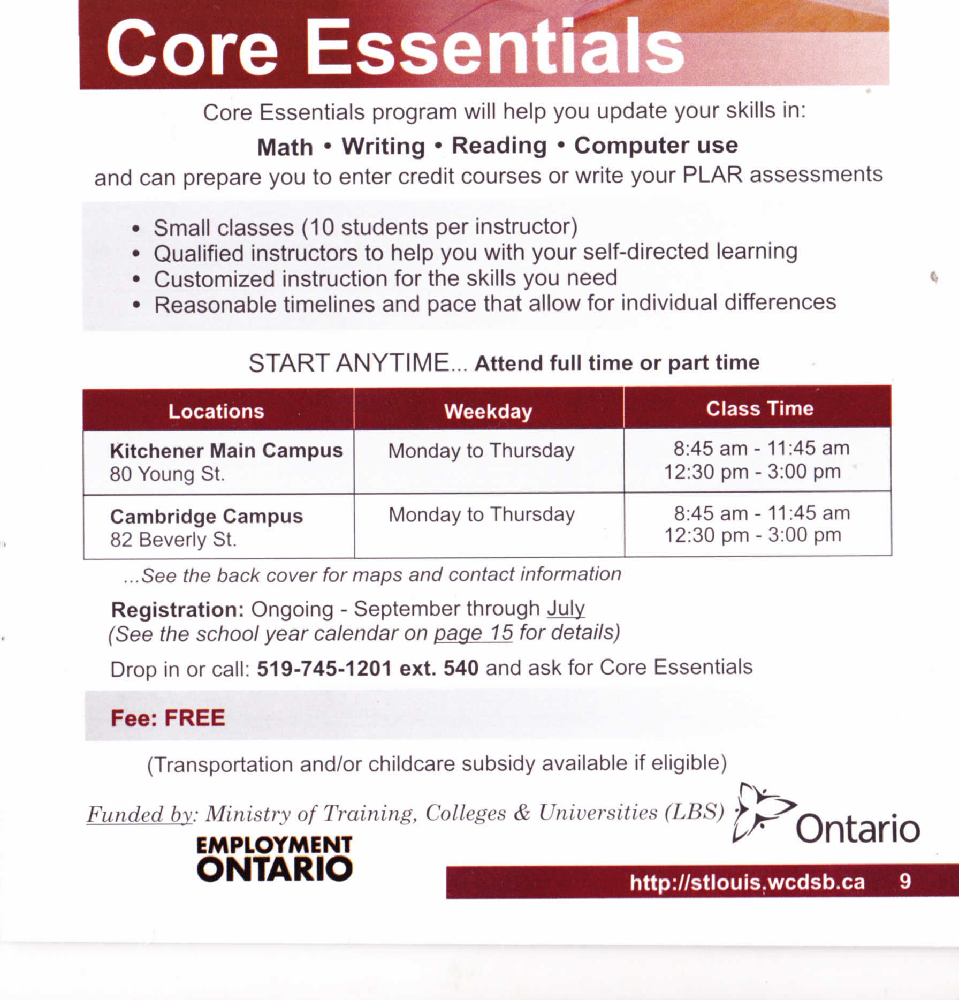 Core Essentials
Core Essentials program will help you update your skills in:
Math • Writing • Reading • Computer use
and can prepare you to enter credit courses or write your PLAR assessments
• Small classes (10 students per instructor)
• Qualified instructors to help you with your self-directed learning
• Customized instruction for the skills you need
• Reasonable timelines and pace that allow for individual differences
START ANYTIME... Attend full time or part time
Locations Weekday Class Time
Kitchener Main Campus Monday to Thursday 8:45 am - 11:45 am
80 Young St. 12:30 pm - 3:00 pm
Cambridge Campus Monday to Thursday 8:45 am - 11:45 am
82 Beverly St. 12:30 pm - 3:00 pm
...See the back cover for maps and contact information
Registration: Ongoing - September through July
(See the school year calendar on page 15 for details)
Drop in or call: 519-745-1201 ext. 540 and ask for Core Essentials
Fee: FREE
(Transportation and/or childcare subsidy available if eligible)
Funded by: Ministry of Training, Colleges & Universities (LBS)
Ontario
EMPLOYMENT
ONTARIO
http://stlouis.wcdsb.ca 9